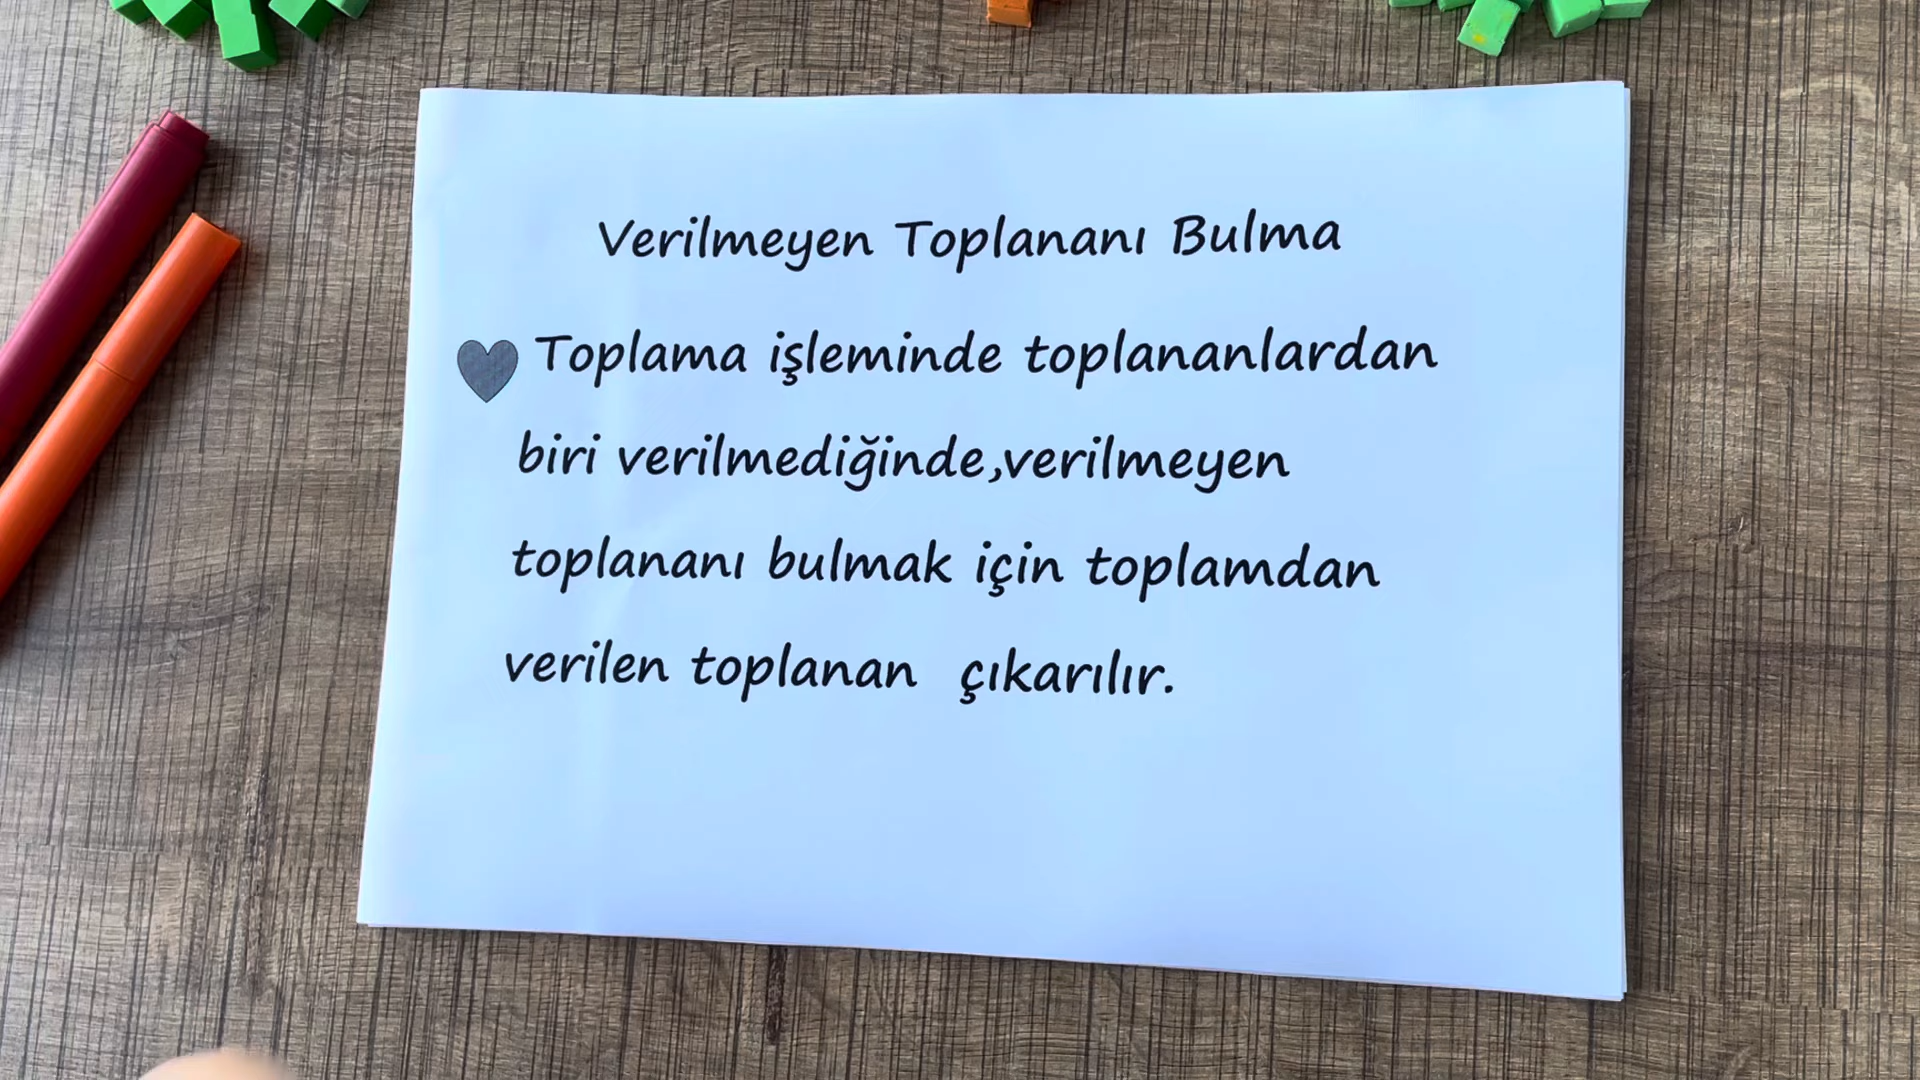 Verilmeyen Toplananı Bulma
Toplama işleminde toplananlardan
biri verilmediğinde,verilmeyen
toplananı bulmak için toplamdan
verilen toplanan çıkarılır.